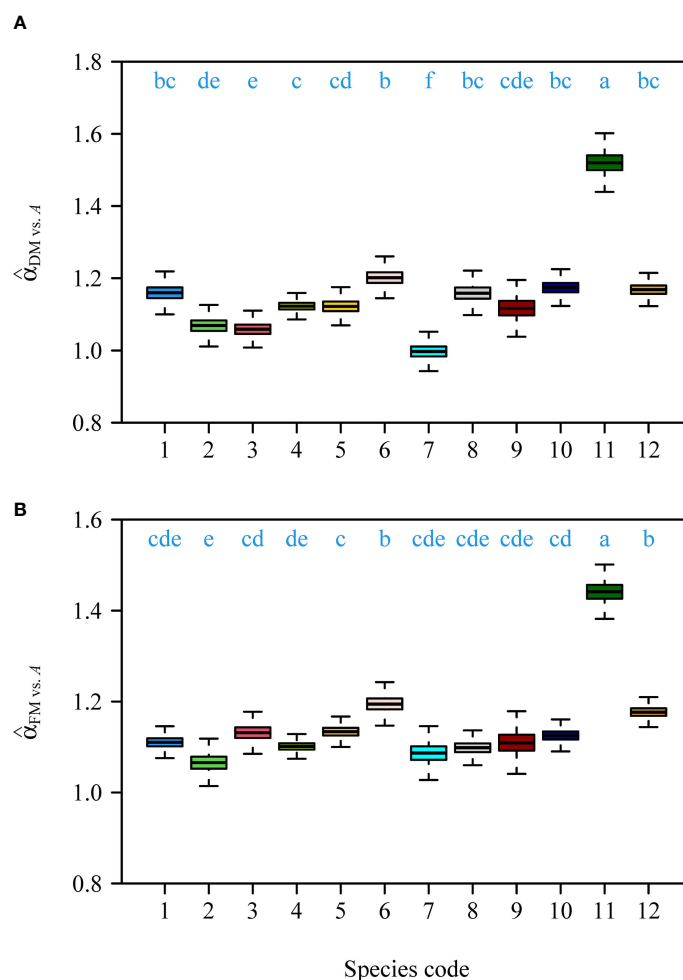 A
1.8
bc de e c cd b f bc cde bc a bc
1.6
1.4
1.2
1.0
0.8
α̂DM vs. A
1 2 3 4 5 6 7 8 9 10 11 12
B
1.6
cde e cd de c b cde cde cde cd a b
1.4
1.2
1.0
0.8
α̂FM vs. A
1 2 3 4 5 6 7 8 9 10 11 12
Species code